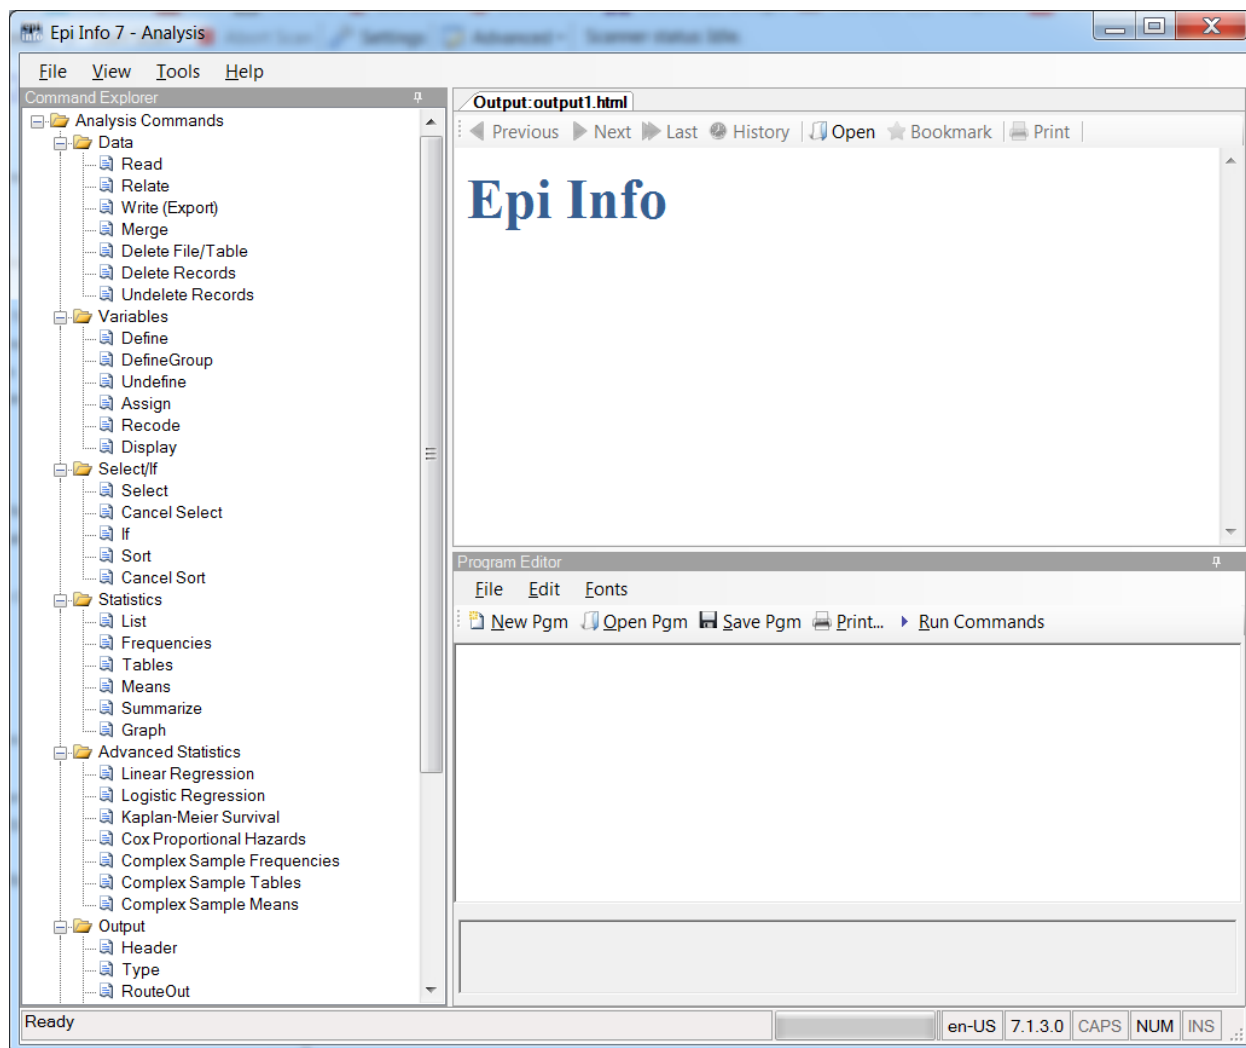 Epi Info 7 - Analysis
File View Tools Help
Command Explorer
Analysis Commands
Data
Read
Relate
Write (Export)
Merge
Delete File/Table
Delete Records
Undelete Records
Variables
Define
DefineGroup
Undefine
Assign
Recode
Display
Select/If
Select
Cancel Select
If
Sort
Cancel Sort
Statistics
List
Frequencies
Tables
Means
Summarize
Graph
Advanced Statistics
Linear Regression
Logistic Regression
Kaplan-Meier Survival
Cox Proportional Hazards
Complex Sample Frequencies
Complex Sample Tables
Complex Sample Means
Output
Header
Type
RouteOut
Output:output1.html
Previous Next Last History Open Bookmark Print
Epi Info
Program Editor
File Edit Fonts
New Pgm Open Pgm Save Pgm Print... Run Commands
Ready en-US 7.1.3.0 CAPS NUM INS